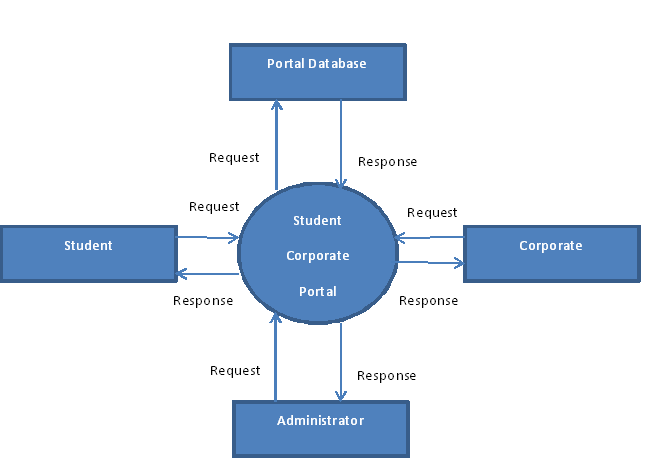 Portal Database
Request
Response
Request
Request
Student
Student
Corporate
Portal
Corporate
Response
Response
Request
Response
Administrator